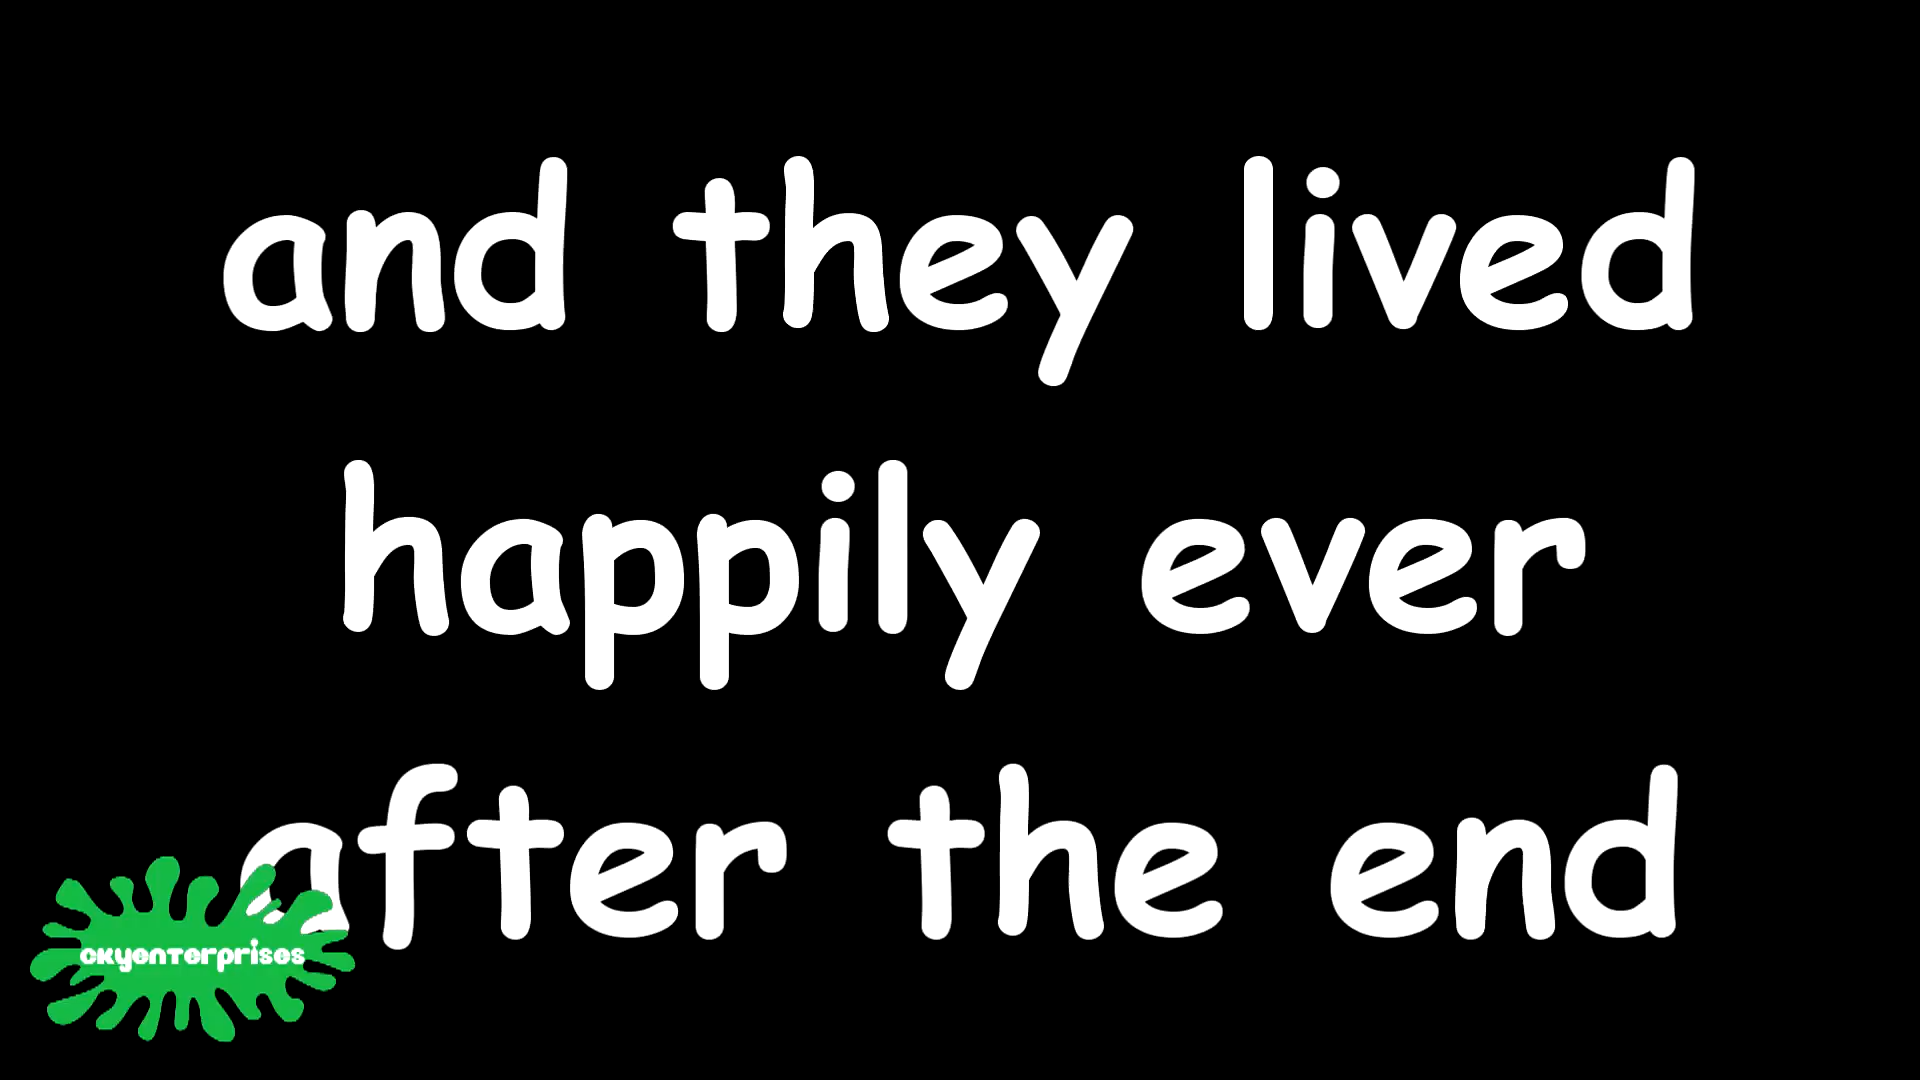 and they lived
happily ever
after the end
ckyenterprises